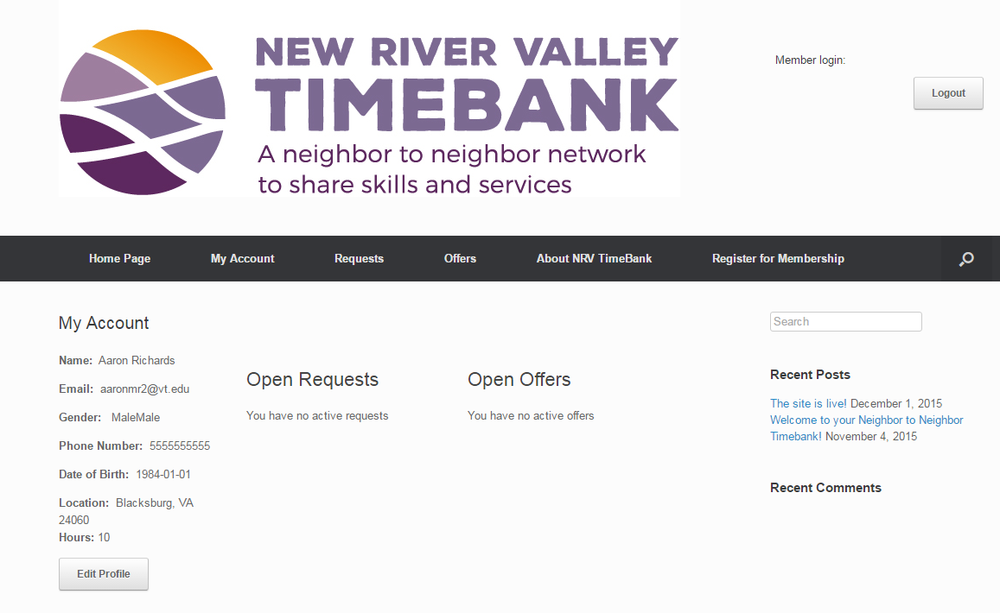 NEW RIVER VALLEY
TIMEBANK
A neighbor to neighbor network
to share skills and services
Member login:
Logout
Home Page My Account Requests Offers About NRV TimeBank Register for Membership
My Account
Name: Aaron Richards
Email: aaronmr2@vt.edu
Gender: MaleMale
Phone Number: 5555555555
Date of Birth: 1984-01-01
Location: Blacksburg, VA
24060
Hours: 10
Edit Profile
Open Requests
You have no active requests
Open Offers
You have no active offers
Search
Recent Posts
The site is live! December 1, 2015
Welcome to your Neighbor to Neighbor
Timebank! November 4, 2015
Recent Comments